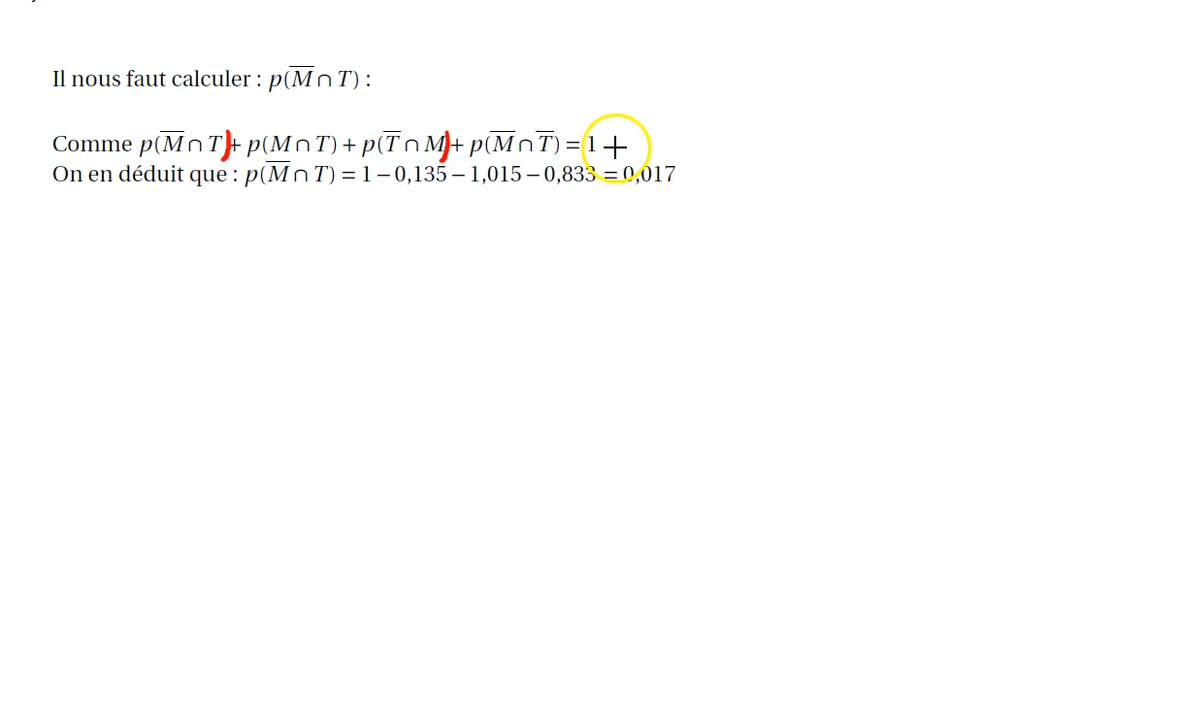 Il nous faut calculer : p(M̅ ∩ T) :
Comme p(M̅ ∩ T)+ p(M ∩ T) + p(T̅ ∩ M)+ p(M̅ ∩ T̅) = 1
On en déduit que : p(M̅ ∩ T) = 1 – 0,135 – 1,015 – 0,833 = 0,017